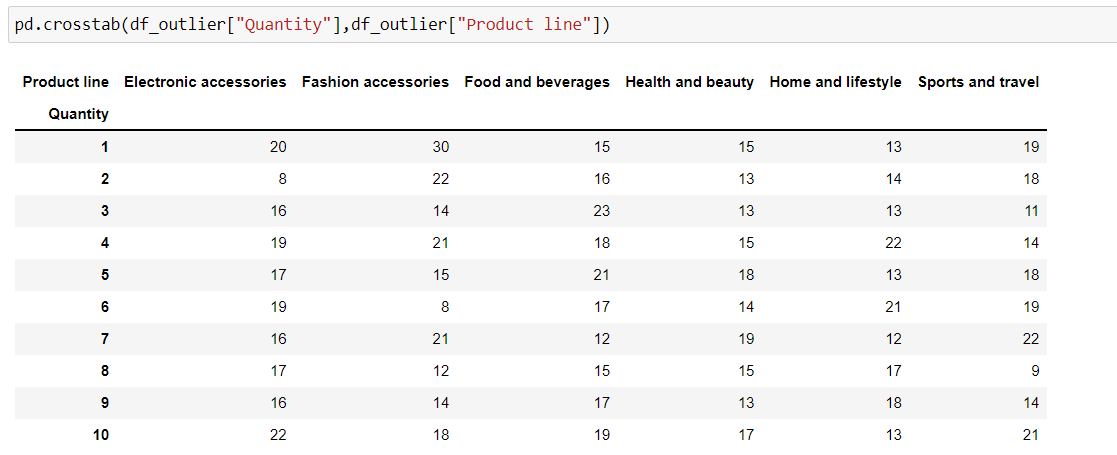 pd.crosstab(df_outlier["Quantity"],df_outlier["Product line"])
Product line Electronic accessories Fashion accessories Food and beverages Health and beauty Home and lifestyle Sports and travel
Quantity
1 20 30 15 15 13 19
2 8 22 16 13 14 18
3 16 14 23 13 13 11
4 19 21 18 15 22 14
5 17 15 21 18 13 18
6 19 8 17 14 21 19
7 16 21 12 19 12 22
8 17 12 15 15 17 9
9 16 14 17 13 18 14
10 22 18 19 17 13 21